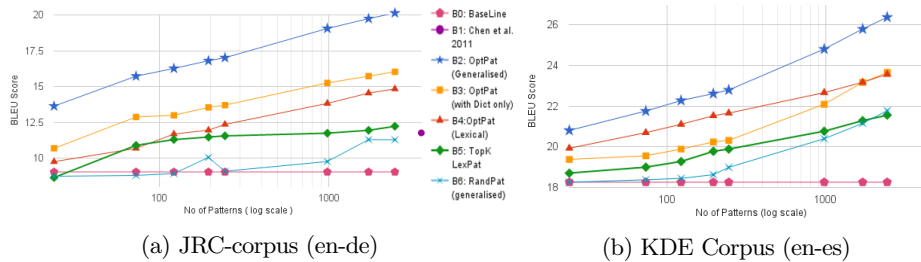 BLEU Score
20
17.5
15
12.5
10
100
1000
No of Patterns ( log scale )
B0: BaseLine
B1: Chen et al.
2011
B2: OptPat
(Generalised)
B3: OptPat
(with Dict only)
B4:OptPat
(Lexical)
B5: TopK
LexPat
B6: RandPat
(generalised)
(a) JRC-corpus (en-de)
BLEU Score
26
24
22
20
18
100
1000
No of Patterns (log scale)
(b) KDE Corpus (en-es)